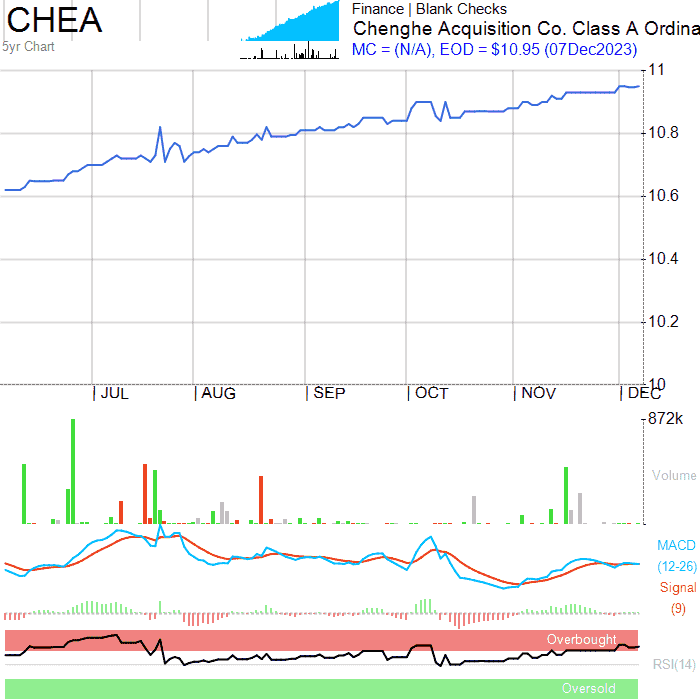 CHEA
5yr Chart
Finance | Blank Checks
Chenghe Acquisition Co. Class A Ordina
MC = (N/A), EOD = $10.95 (07Dec2023)
11
10.8
10.6
10.4
10.2
10
| JUL | AUG | SEP | OCT | NOV | DEC
872k
Volume
MACD
(12-26)
Signal
(9)
Overbought
RSI(14)
Oversold